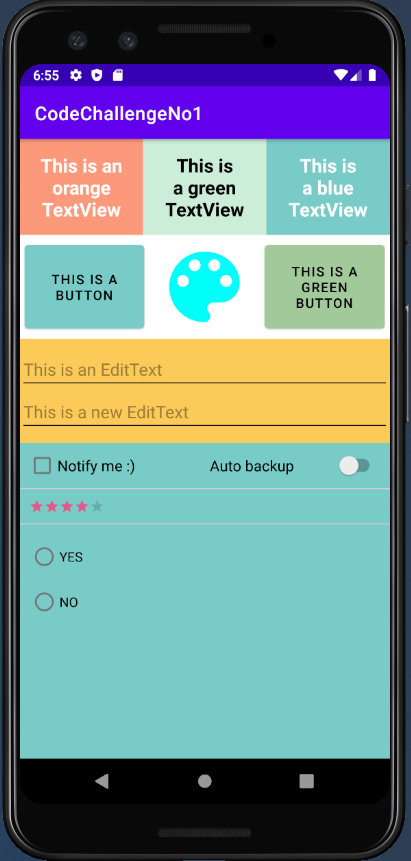 6:55
CodeChallengeNo1
This is an
orange
TextView
This is
a green
TextView
This is
a blue
TextView
THIS IS A
BUTTON
THIS IS A
GREEN
BUTTON
This is an EditText
This is a new EditText
Notify me :)
Auto backup
YES
NO